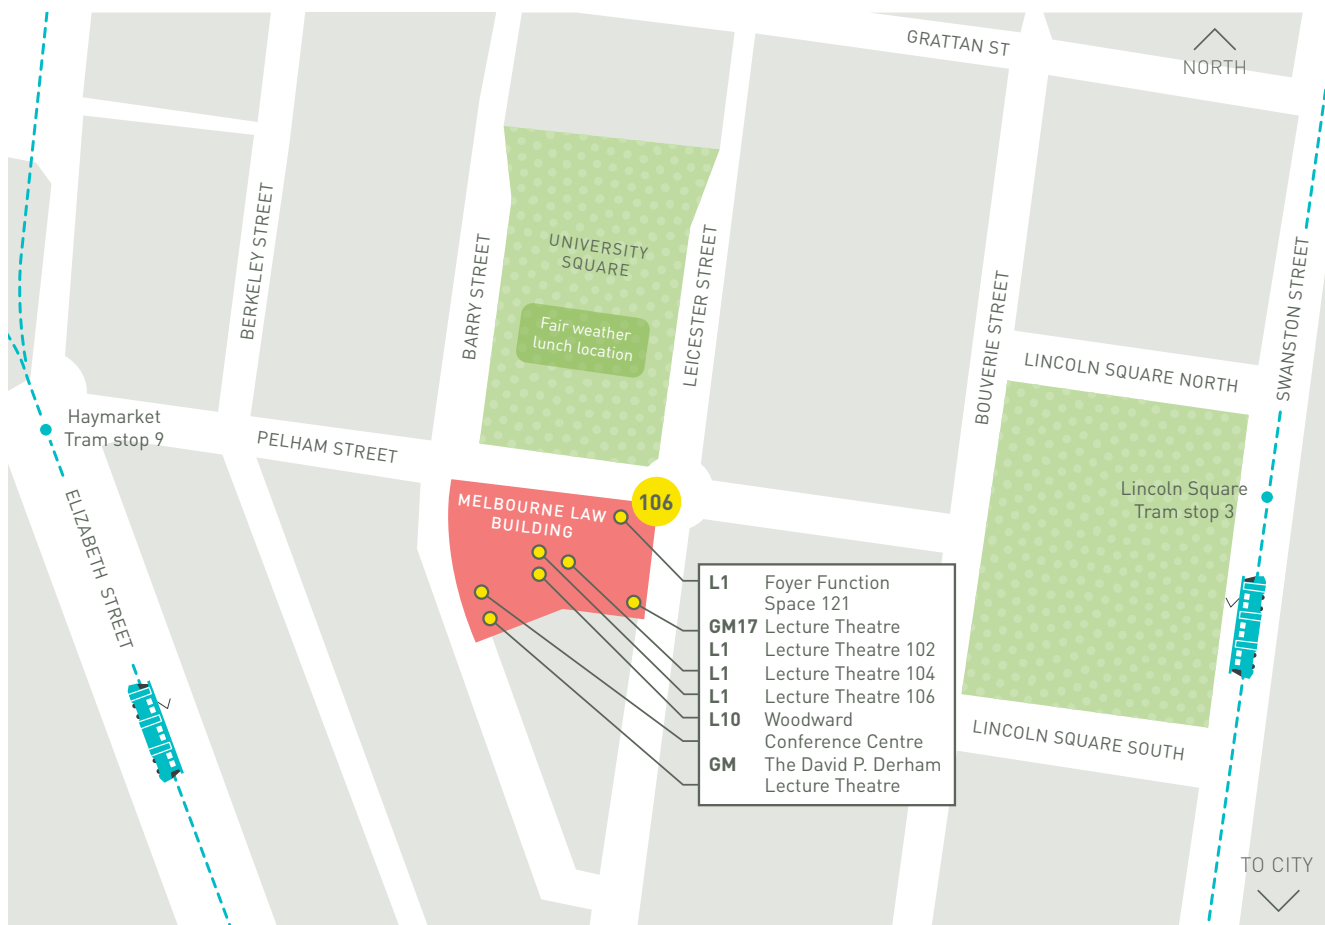 GRATTAN ST
NORTH
BERKELEY STREET
BARRY STREET
UNIVERSITY
SQUARE
Fair weather
lunch location
LEICESTER STREET
BOUVERIE STREET
SWANSTON STREET
LINCOLN SQUARE NORTH
Haymarket
Tram stop 9
PELHAM STREET
ELIZABETH STREET
MELBOURNE LAW
BUILDING
106
Lincoln Square
Tram stop 3
L1 Foyer Function
Space 121
GM17 Lecture Theatre
L1 Lecture Theatre 102
L1 Lecture Theatre 104
L1 Lecture Theatre 106
L10 Woodward
Conference Centre
GM The David P. Derham
Lecture Theatre
LINCOLN SQUARE SOUTH
TO CITY